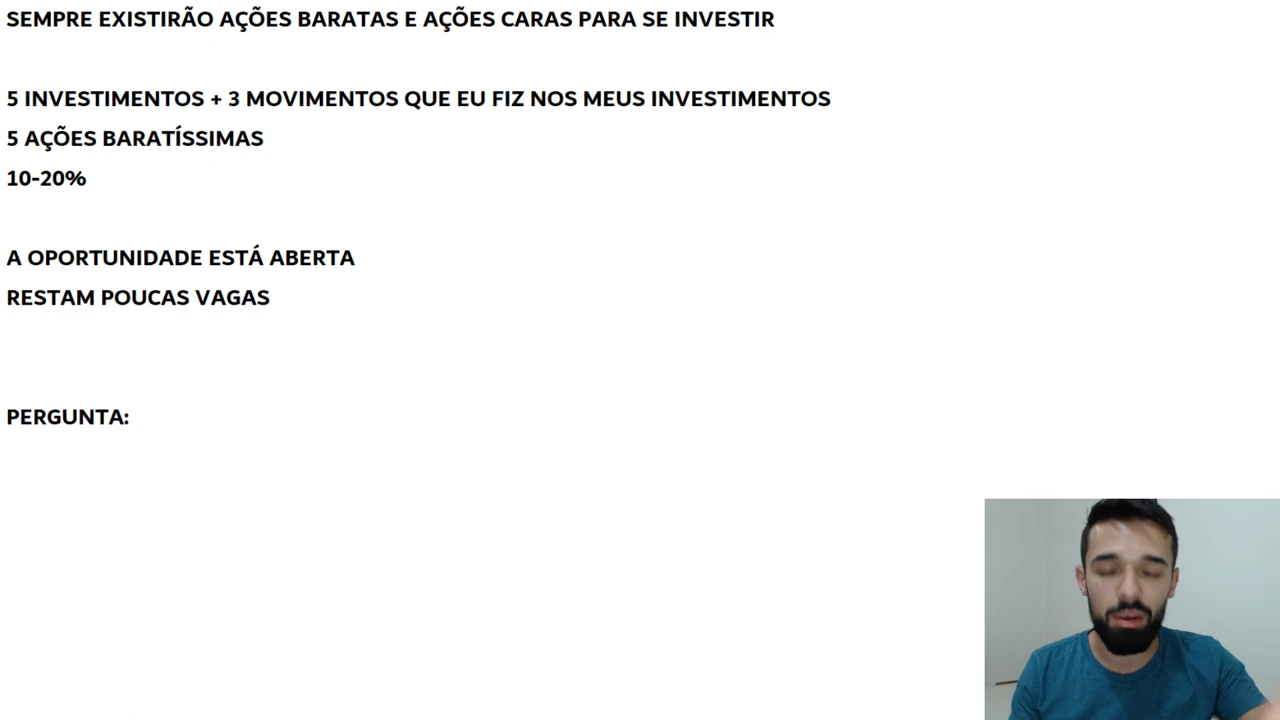 SEMPRE EXISTIRÃO AÇÕES BARATAS E AÇÕES CARAS PARA SE INVESTIR
5 INVESTIMENTOS + 3 MOVIMENTOS QUE EU FIZ NOS MEUS INVESTIMENTOS
5 AÇÕES BARATÍSSIMAS
10-20%
A OPORTUNIDADE ESTÁ ABERTA
RESTAM POUCAS VAGAS
PERGUNTA: